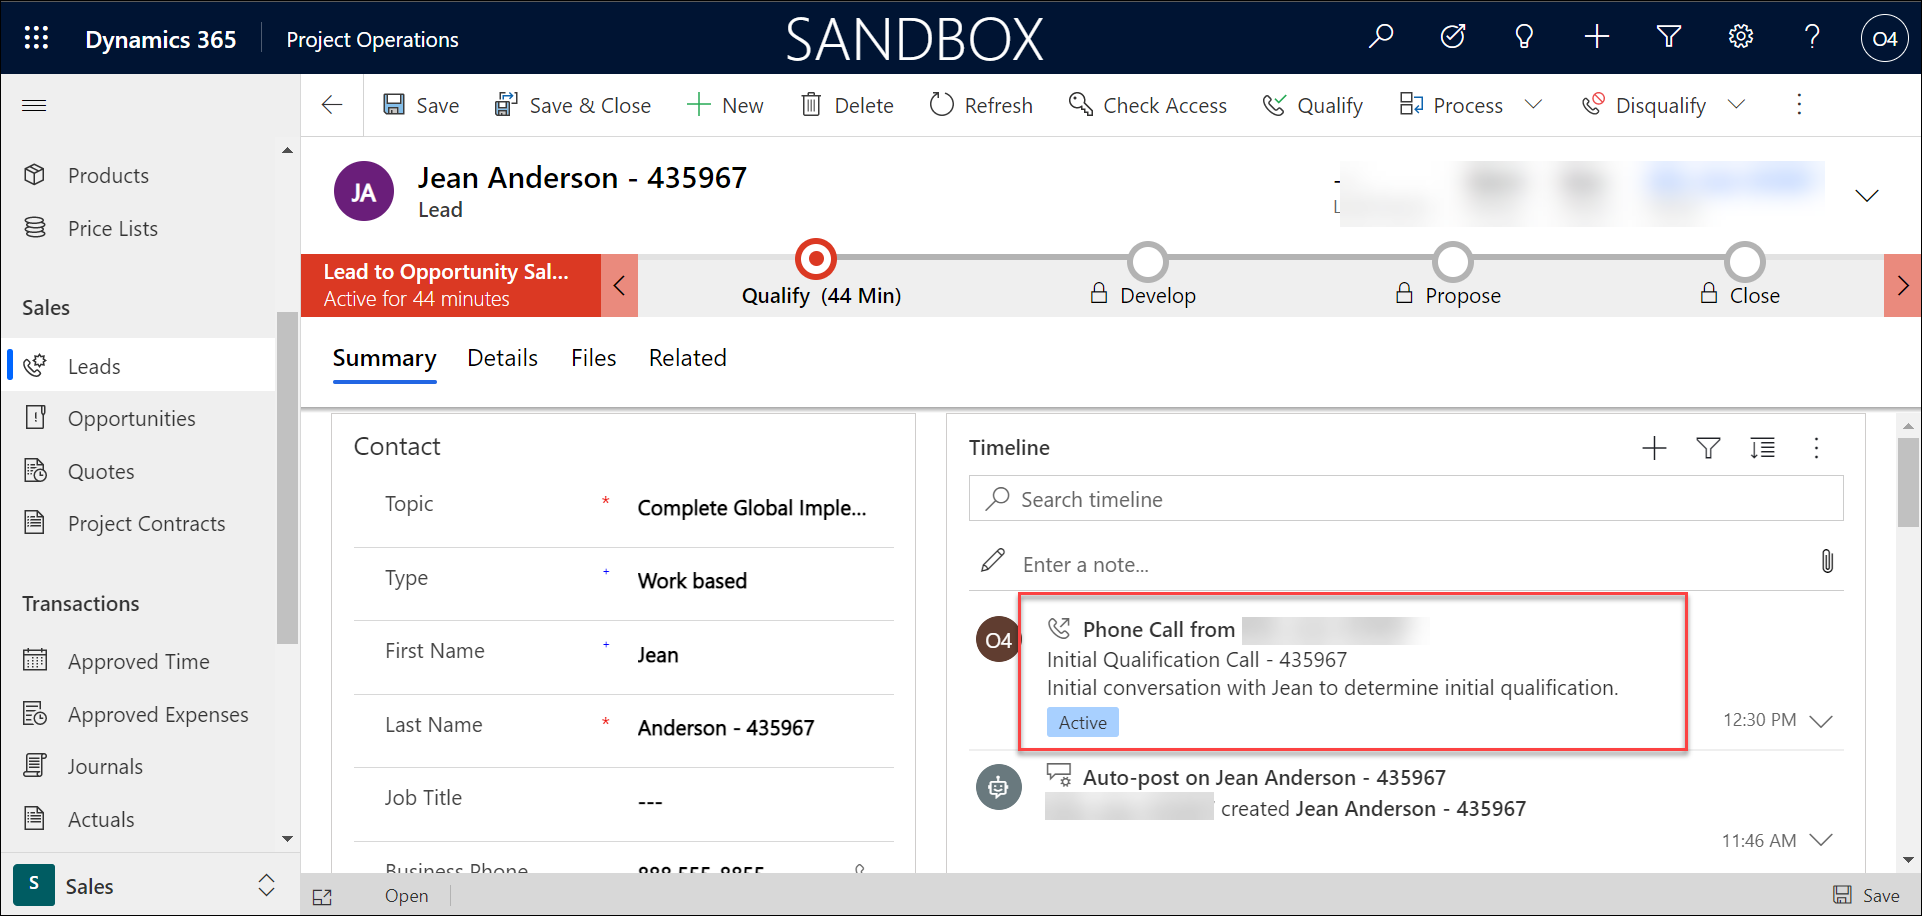 Dynamics 365
Project Operations
SANDBOX
O4
Save
Save & Close
New
Delete
Refresh
Check Access
Qualify
Process
Disqualify
Products
Price Lists
Sales
Leads
Opportunities
Quotes
Project Contracts
Transactions
Approved Time
Approved Expenses
Journals
Actuals
S
Sales
JA
Jean Anderson - 435967
Lead
Lead to Opportunity Sal...
Active for 44 minutes
Qualify (44 Min)
Develop
Propose
Close
Summary
Details
Files
Related
Contact
Topic
*
Complete Global Imple...
Type
+
Work based
First Name
+
Jean
Last Name
*
Anderson - 435967
Job Title
---
Business Phone
888-555-8855
Timeline
Search timeline
Enter a note...
O4
Phone Call from
Initial Qualification Call - 435967
Initial conversation with Jean to determine initial qualification.
Active
12:30 PM
Auto-post on Jean Anderson - 435967
created Jean Anderson - 435967
11:46 AM
Open
Save